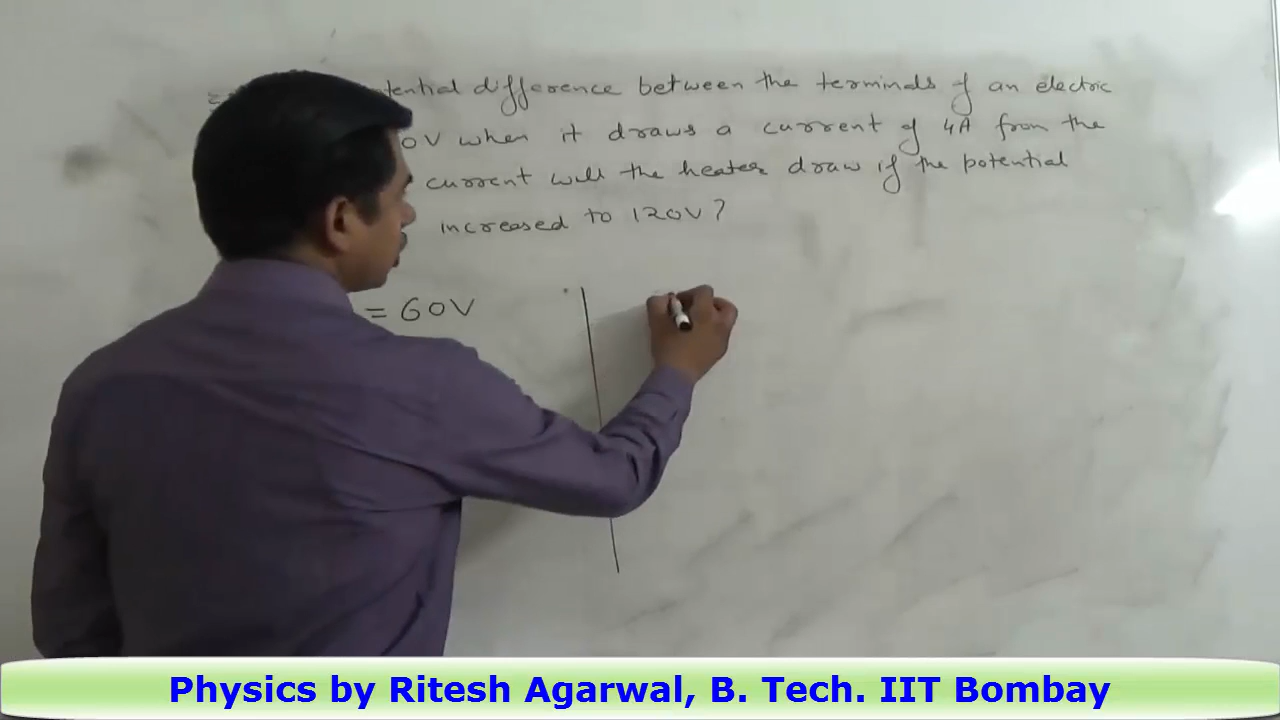 tential difference between the terminals of an electric
0V when it draws a current of 4A from the
current will the heater draw if the potential
increased to 120V?
= 60V
Physics by Ritesh Agarwal, B. Tech. IIT Bombay